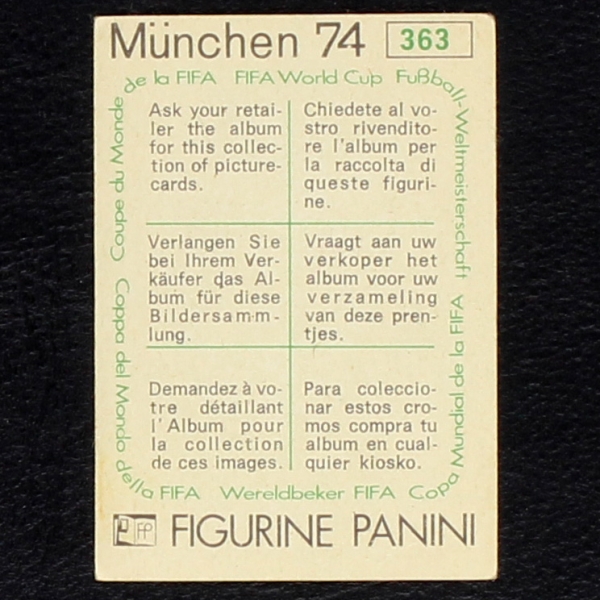 München 74 363
Coupe du Monde de la FIFA FIFA World Cup Fußball-Weltmeisterschaft
Ask your retai-
ler the album
for this collec-
tion of picture-
cards.
Chiedete al vo-
stro rivendito-
re l'album per
la raccolta di
queste figuri-
ne.
Verlangen Sie
bei Ihrem Ver-
käufer das Al-
bum für diese
Bildersamm-
lung.
Vraagt aan uw
verkoper het
album voor uw
verzameling
van deze pren-
tjes.
Demandez à vo-
tre détaillant
l'Album pour
la collection
de ces images.
Para coleccio-
nar estos cro-
mos compra tu
album en cual-
quier kiosko.
Coppa del Mondo della FIFA Wereldbeker FIFA Copa Mundial de la FIFA
FP FIGURINE PANINI